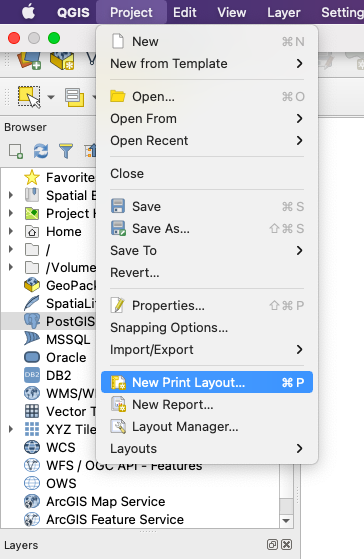 QGIS Project Edit View Layer
New ⌘N
New from Template
Open... ⌘O
Open From
Open Recent
Close
Save ⌘S
Save As... ⇧⌘S
Save To
Revert...
Properties... ⇧⌘P
Snapping Options...
Import/Export
New Print Layout... ⌘P
New Report...
Layout Manager...
Layouts
Browser
Favorites
Spatial B
Project H
Home
/
/Volume
GeoPack
SpatiaLi
PostGIS
MSSQL
Oracle
DB2
WMS/W
Vector T
XYZ Tile
WCS
WFS / OGC API - Features
OWS
ArcGIS Map Service
ArcGIS Feature Service
Layers